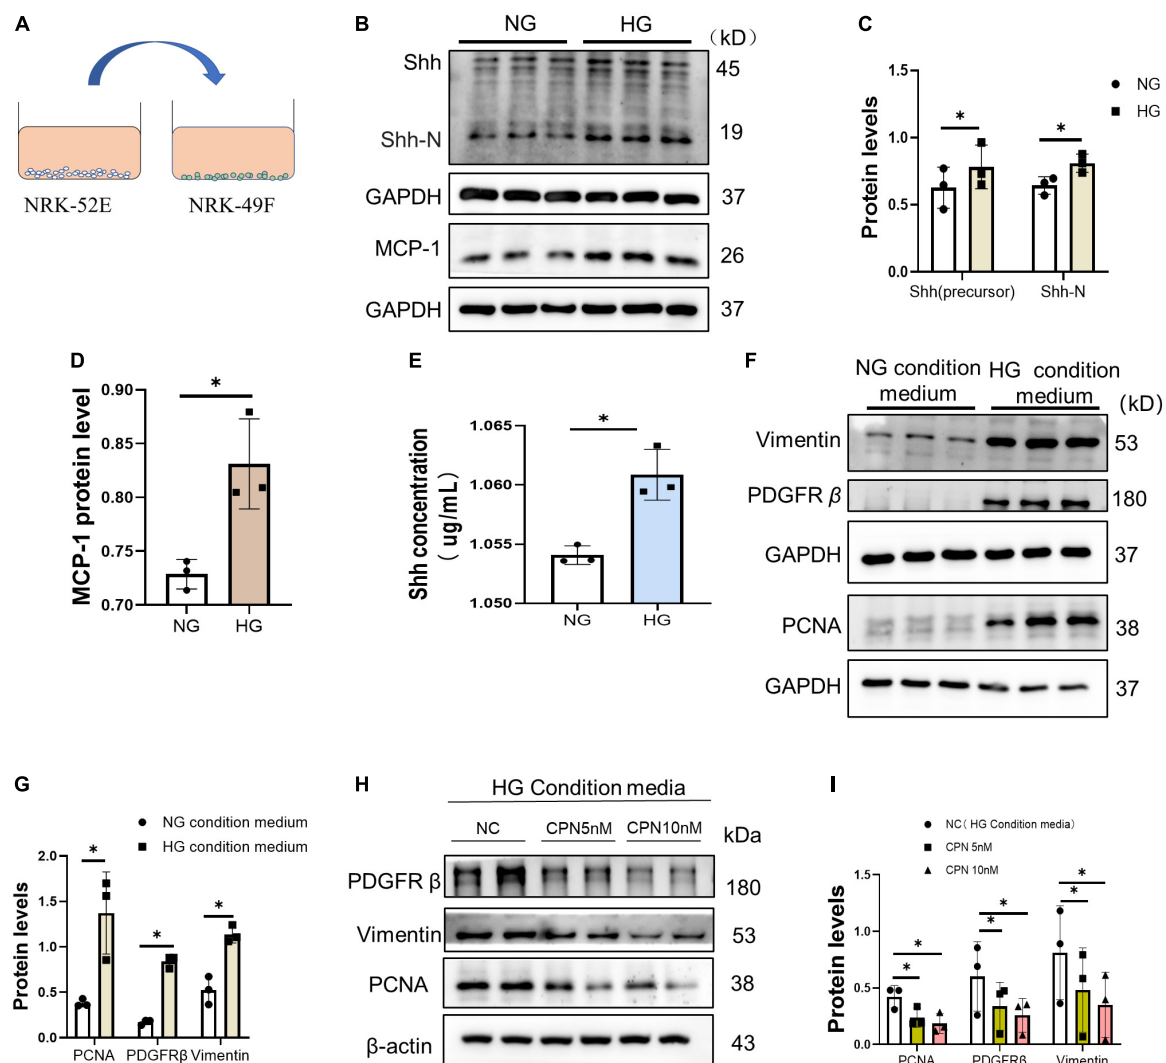 A
NRK-52E
NRK-49F
B
NG
HG
(kD)
Shh
45
Shh-N
19
GAPDH
37
MCP-1
26
GAPDH
37
C
Protein levels
1.5
1.0
0.5
0.0
NG
HG
*
*
Shh(precursor)
Shh-N
D
MCP-1 protein level
0.90
0.85
0.80
0.75
0.70
*
NG
HG
E
Shh concentration
( ug/mL)
1.065
1.060
1.055
1.050
*
NG
HG
F
NG condition
medium
HG condition
medium
(kD)
Vimentin
53
PDGFR β
180
GAPDH
37
PCNA
38
GAPDH
37
G
NG condition medium
HG condition medium
Protein levels
2.0
1.5
1.0
0.5
0.0
*
*
*
PCNA
PDGFRβ
Vimentin
H
HG Condition media
NC
CPN5nM
CPN10nM
kDa
PDGFR β
180
Vimentin
53
PCNA
38
β-actin
43
I
NC( HG Condition media)
CPN 5nM
CPN 10nM
Protein levels
2.0
1.5
1.0
0.5
0.0
*
*
*
*
*
*
PCNA
PDGFRβ
Vimentin